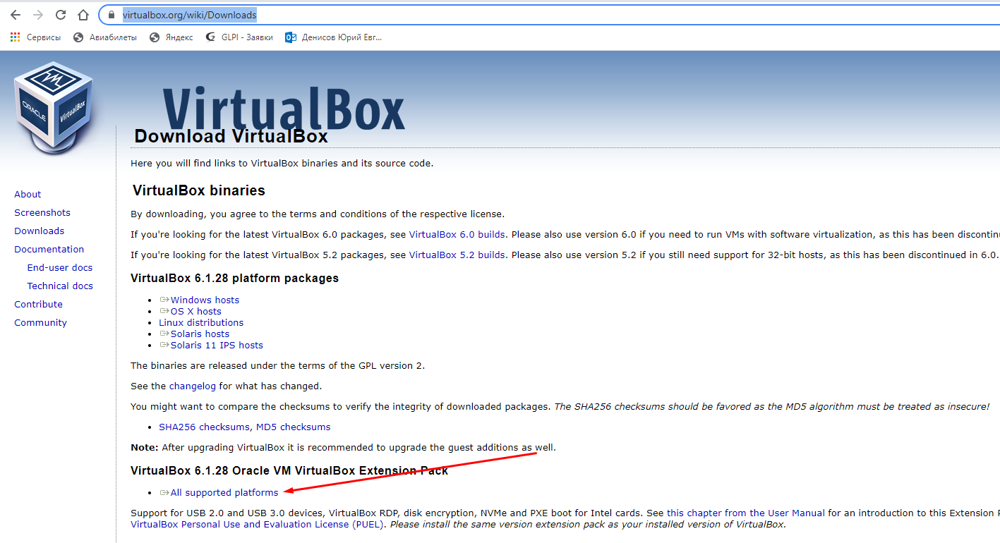 virtualbox.org/wiki/Downloads
Сервисы Авиабилеты Яндекс GLPI - Заявки Денисов Юрий Евг...
ORACLE
VirtualBox
VirtualBox
Download VirtualBox
Here you will find links to VirtualBox binaries and its source code.
VirtualBox binaries
About
Screenshots
Downloads
Documentation
End-user docs
Technical docs
Contribute
Community
By downloading, you agree to the terms and conditions of the respective license.
If you're looking for the latest VirtualBox 6.0 packages, see VirtualBox 6.0 builds. Please also use version 6.0 if you need to run VMs with software virtualization, as this has been discontin
If you're looking for the latest VirtualBox 5.2 packages, see VirtualBox 5.2 builds. Please also use version 5.2 if you still need support for 32-bit hosts, as this has been discontinued in 6.0.
VirtualBox 6.1.28 platform packages
Windows hosts
OS X hosts
Linux distributions
Solaris hosts
Solaris 11 IPS hosts
The binaries are released under the terms of the GPL version 2.
See the changelog for what has changed.
You might want to compare the checksums to verify the integrity of downloaded packages. The SHA256 checksums should be favored as the MD5 algorithm must be treated as insecure!
SHA256 checksums, MD5 checksums
Note: After upgrading VirtualBox it is recommended to upgrade the guest additions as well.
VirtualBox 6.1.28 Oracle VM VirtualBox Extension Pack
All supported platforms
Support for USB 2.0 and USB 3.0 devices, VirtualBox RDP, disk encryption, NVMe and PXE boot for Intel cards. See this chapter from the User Manual for an introduction to this Extension P
VirtualBox Personal Use and Evaluation License (PUEL). Please install the same version extension pack as your installed version of VirtualBox.